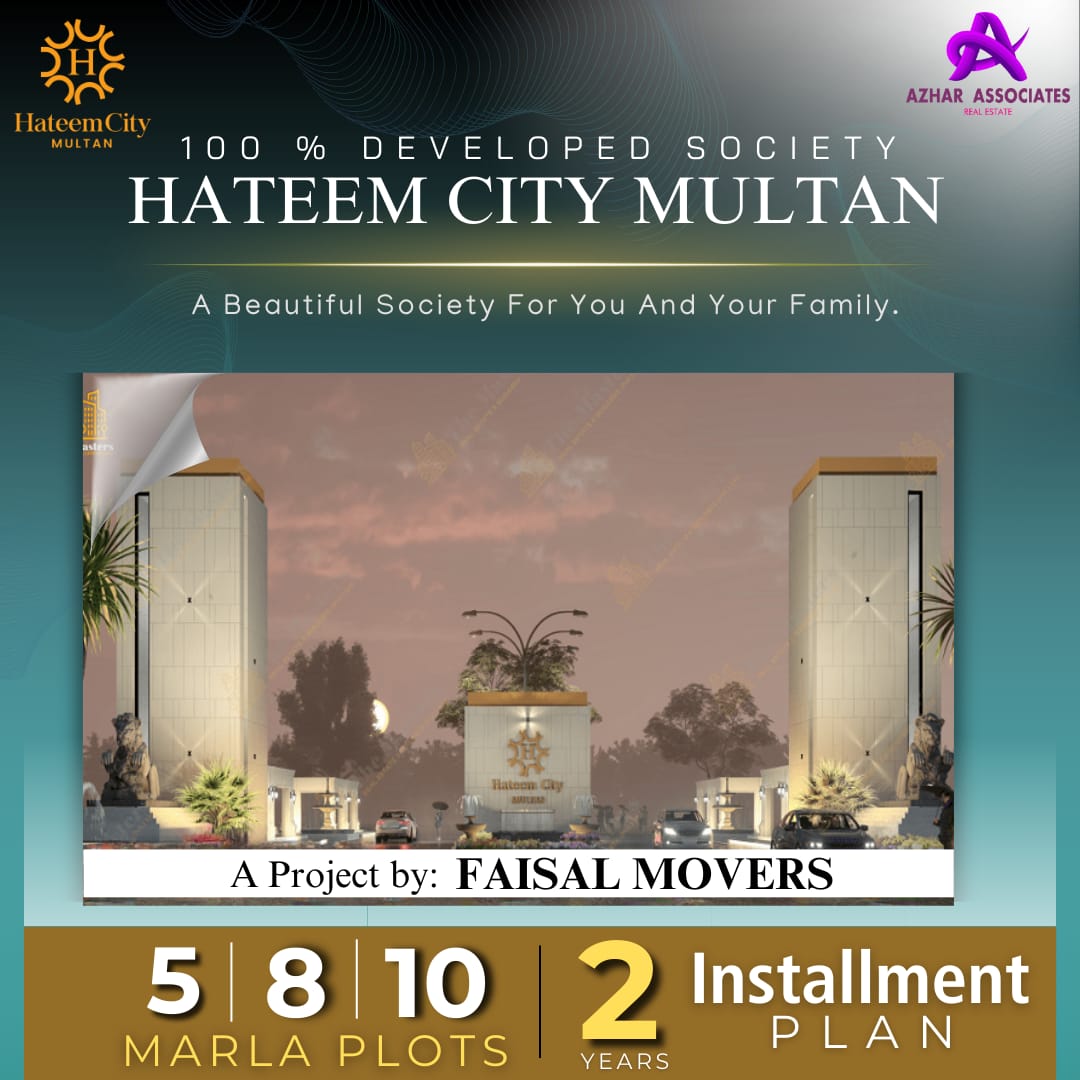 H
HateemCity
MULTAN
AZHAR ASSOCIATES
REAL ESTATE
100 % DEVELOPED SOCIETY
HATEEM CITY MULTAN
A Beautiful Society For You And Your Family.
asters
H
Hateem City
MULTAN
A Project by: FAISAL MOVERS
5 | 8 | 10
MARLA PLOTS
2
YEARS
Installment
PLAN